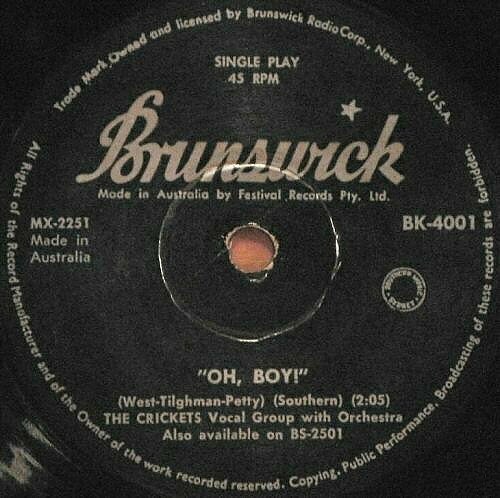 Trade Mark Owned and licensed by Brunswick Radio Corp., New York, U.S.A.
SINGLE PLAY
45 RPM
Brunswick
Made in Australia by Festival Records Pty. Ltd.
MX-2251
Made in
Australia
BK-4001
"OH, BOY!"
(West-Tilghman-Petty) (Southern) (2:05)
THE CRICKETS Vocal Group with Orchestra
Also available on BS-2501
All Rights of the Record Manufacturer and of the Owner of the work recorded reserved. Copying, Public Performance, Broadcasting of these records are forbidden.